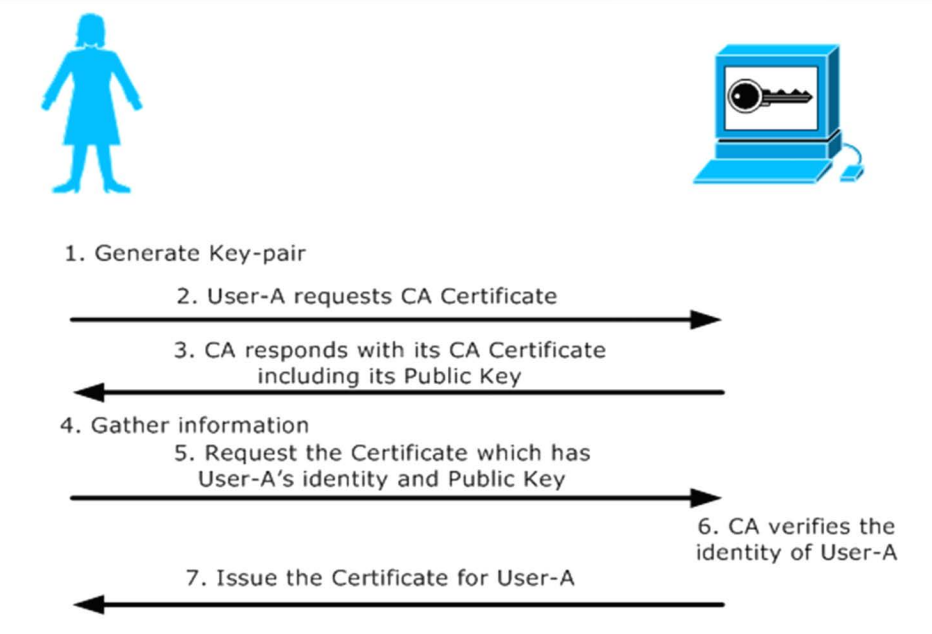 1. Generate Key-pair
2. User-A requests CA Certificate
3. CA responds with its CA Certificate
including its Public Key
4. Gather information
5. Request the Certificate which has
User-A's identity and Public Key
6. CA verifies the
identity of User-A
7. Issue the Certificate for User-A